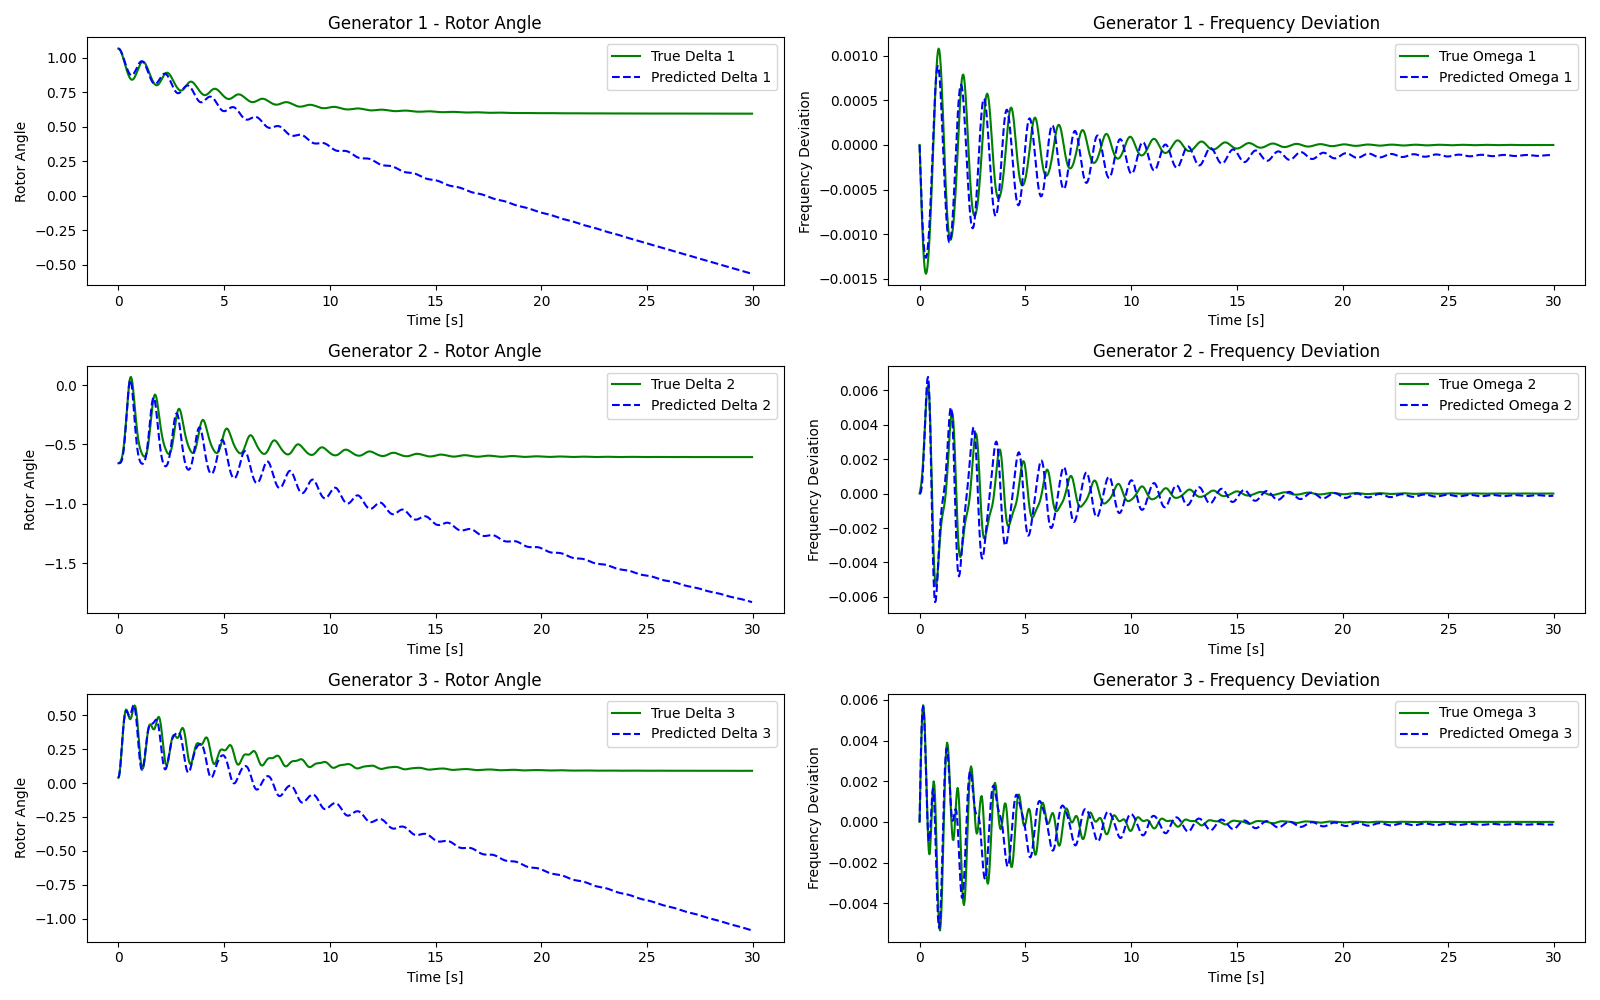 Generator 1 - Rotor Angle
Rotor Angle
1.00
0.75
0.50
0.25
0.00
−0.25
−0.50
True Delta 1
Predicted Delta 1
0 5 10 15 20 25 30
Time [s]
Generator 1 - Frequency Deviation
Frequency Deviation
0.0010
0.0005
0.0000
−0.0005
−0.0010
−0.0015
True Omega 1
Predicted Omega 1
0 5 10 15 20 25 30
Time [s]
Generator 2 - Rotor Angle
Rotor Angle
0.0
−0.5
−1.0
−1.5
True Delta 2
Predicted Delta 2
0 5 10 15 20 25 30
Time [s]
Generator 2 - Frequency Deviation
Frequency Deviation
0.006
0.004
0.002
0.000
−0.002
−0.004
−0.006
True Omega 2
Predicted Omega 2
0 5 10 15 20 25 30
Time [s]
Generator 3 - Rotor Angle
Rotor Angle
0.50
0.25
0.00
−0.25
−0.50
−0.75
−1.00
True Delta 3
Predicted Delta 3
0 5 10 15 20 25 30
Time [s]
Generator 3 - Frequency Deviation
Frequency Deviation
0.006
0.004
0.002
0.000
−0.002
−0.004
True Omega 3
Predicted Omega 3
0 5 10 15 20 25 30
Time [s]